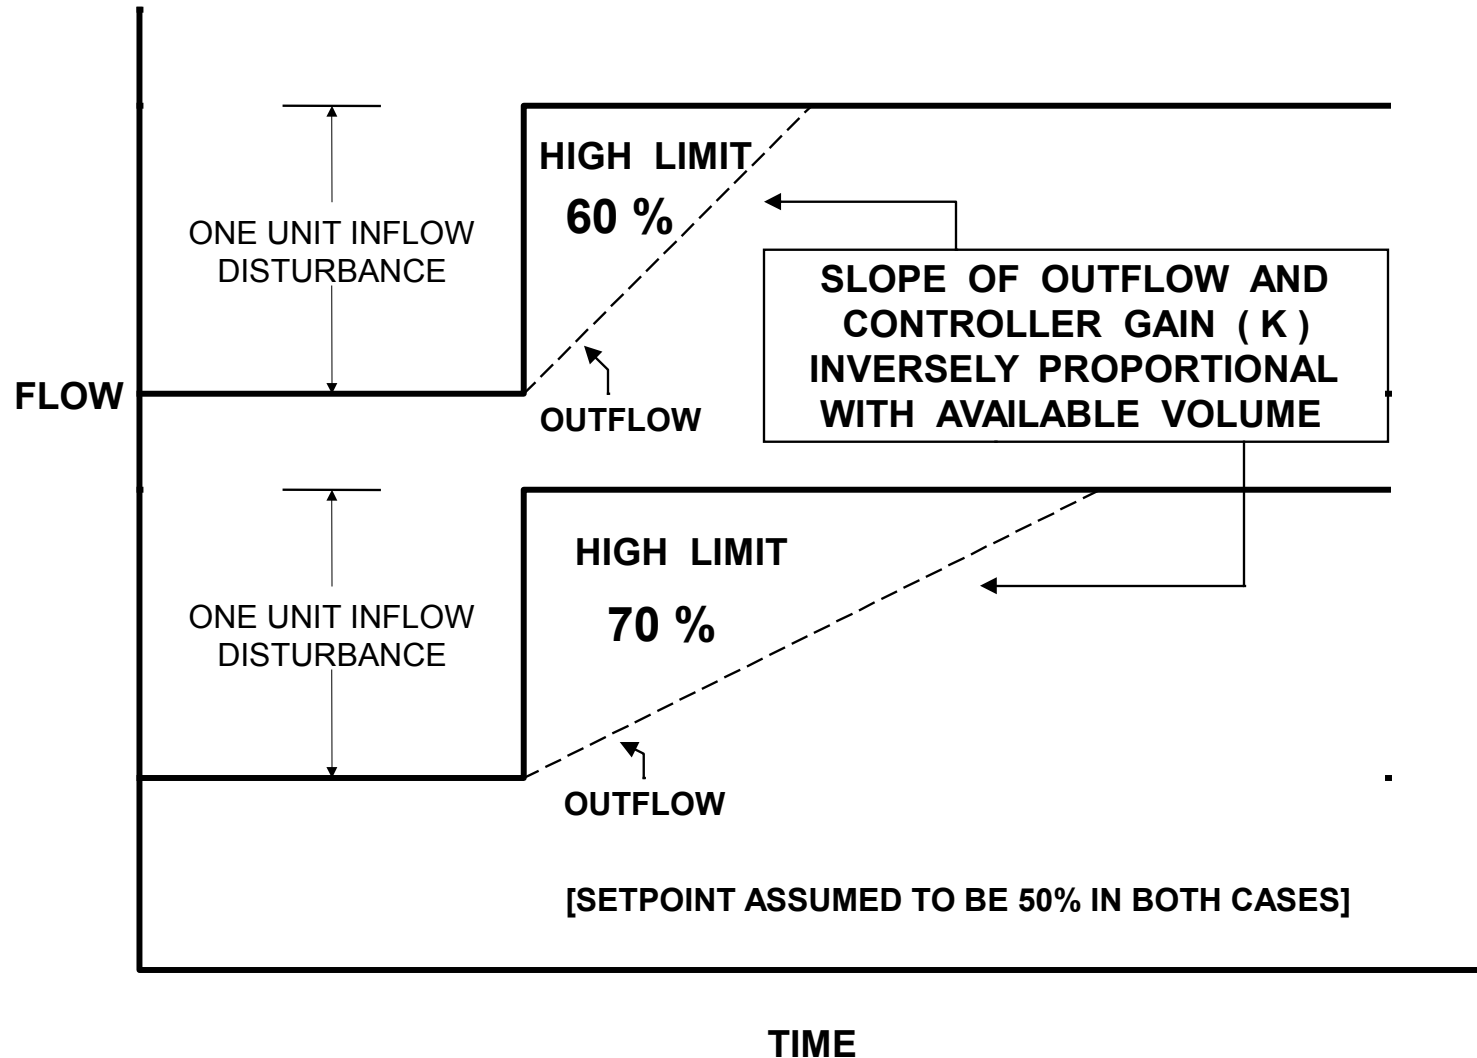 HIGH LIMIT
60 %
ONE UNIT INFLOW
DISTURBANCE
SLOPE OF OUTFLOW AND
CONTROLLER GAIN ( K )
INVERSELY PROPORTIONAL
WITH AVAILABLE VOLUME
FLOW
OUTFLOW
HIGH LIMIT
70 %
ONE UNIT INFLOW
DISTURBANCE
OUTFLOW
[SETPOINT ASSUMED TO BE 50% IN BOTH CASES]
TIME